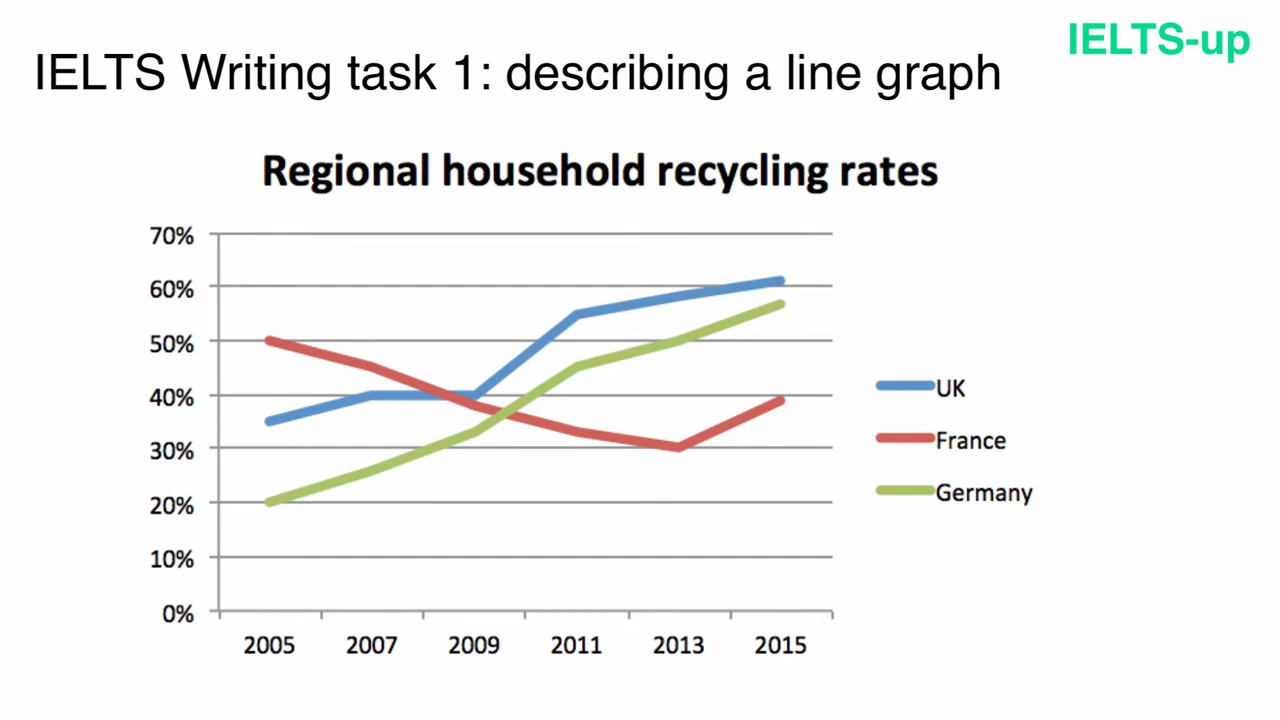 IELTS-up
IELTS Writing task 1: describing a line graph
Regional household recycling rates
70%
60%
50%
40%
30%
20%
10%
0%
2005 2007 2009 2011 2013 2015
UK
France
Germany